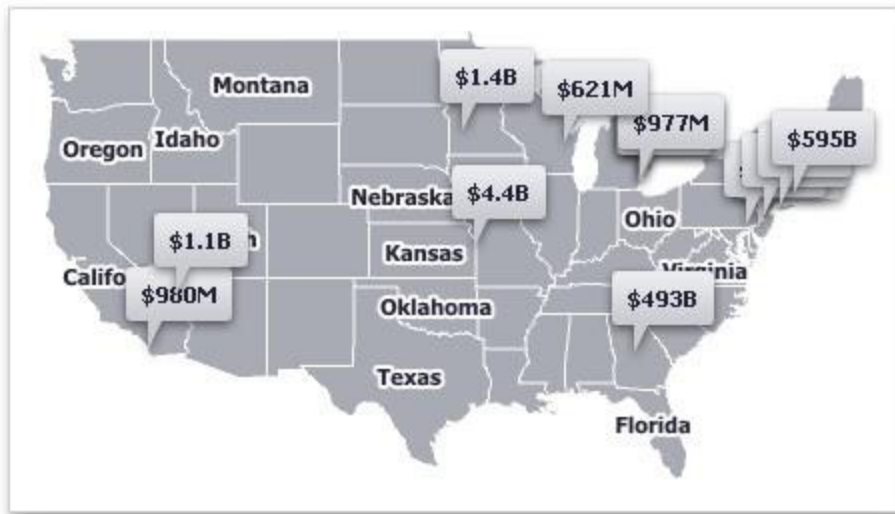 $1.4B
$621M
Montana
$977M
$595B
Oregon
Idaho
Nebraska
$4.4B
Ohio
$1.1B
Kansas
Virginia
Califo
$980M
Oklahoma
$493B
Texas
Florida